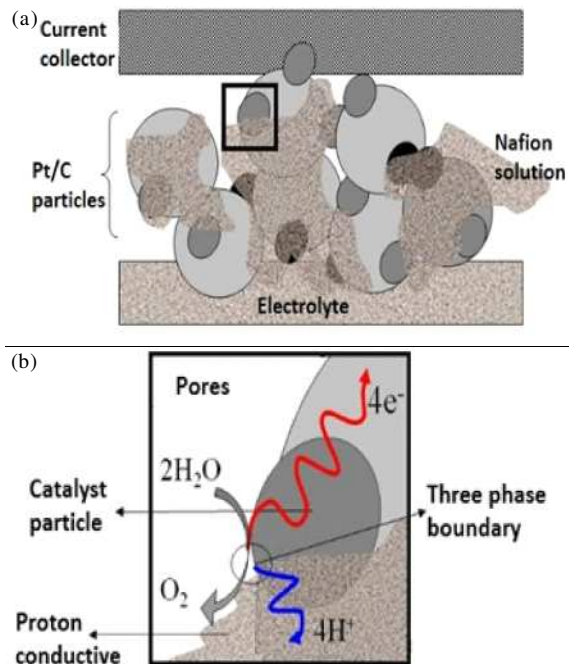 (a)
Current
collector
Pt/C
particles
Nafion
solution
Electrolyte
(b)
Pores
4e⁻
2H₂O
Catalyst
particle
Three phase
boundary
O₂
4H⁺
Proton
conductive